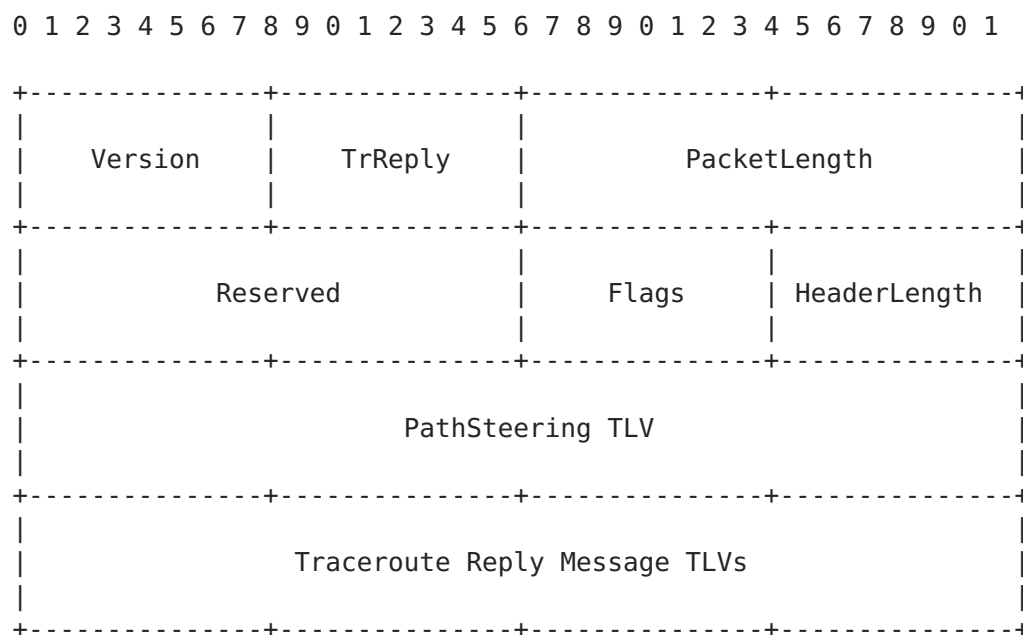 0 1 2 3 4 5 6 7 8 9 0 1 2 3 4 5 6 7 8 9 0 1 2 3 4 5 6 7 8 9 0 1
+---------------+---------------+---------------+---------------+
| | | |
| Version | TrReply | PacketLength |
| | | |
+---------------+---------------+---------------+---------------+
| | | |
| Reserved | Flags | HeaderLength |
| | | |
+---------------+---------------+---------------+---------------+
| |
| PathSteering TLV |
| |
+---------------+---------------+---------------+---------------+
| |
| Traceroute Reply Message TLVs |
| |
+---------------+---------------+---------------+---------------+